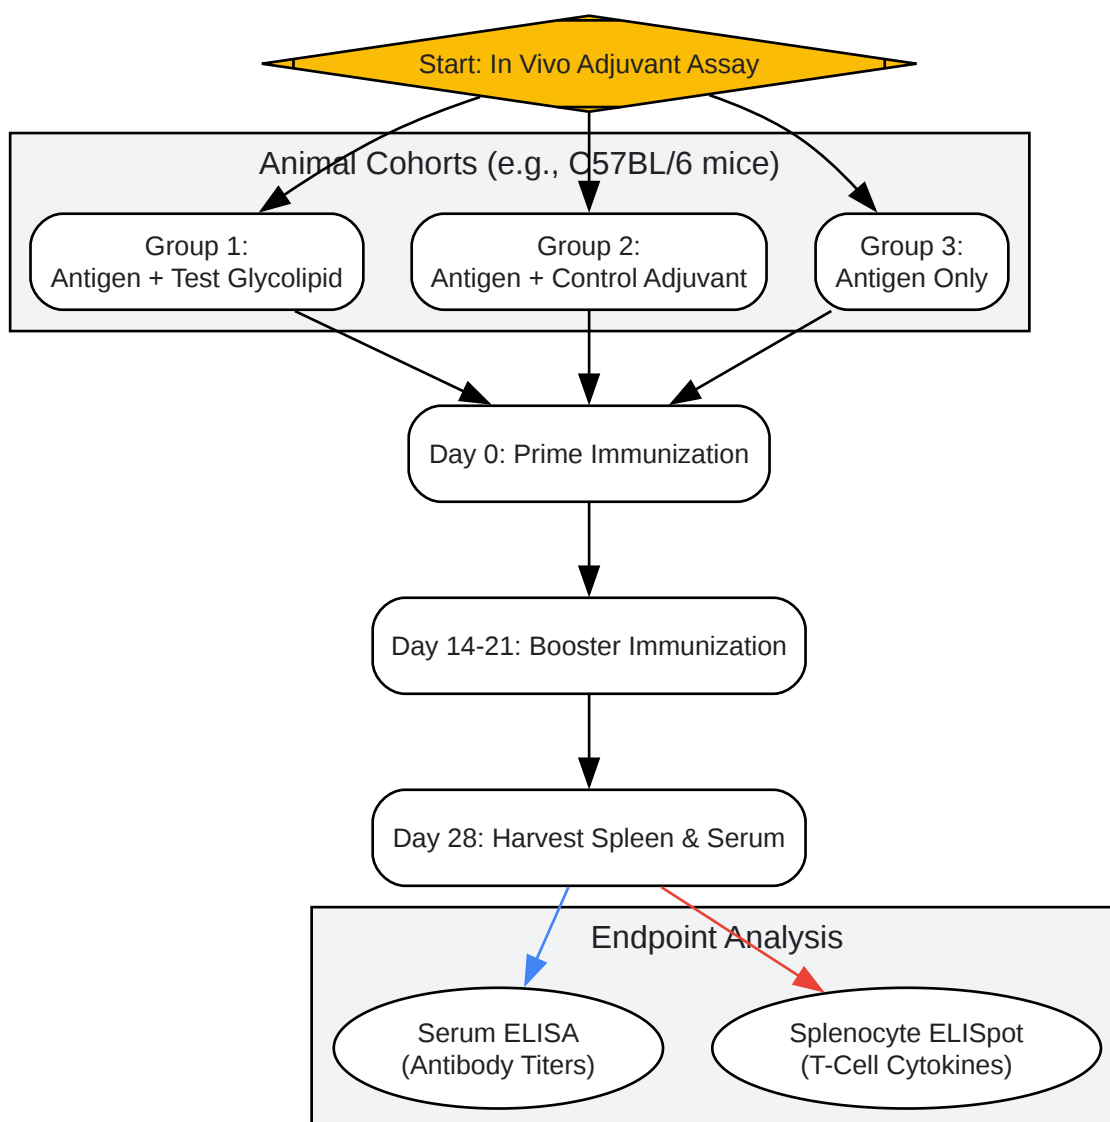 Start: In Vivo Adjuvant Assay
Animal Cohorts (e.g., C57BL/6 mice)
Group 1:
Antigen + Test Glycolipid
Group 2:
Antigen + Control Adjuvant
Group 3:
Antigen Only
Day 0: Prime Immunization
Day 14-21: Booster Immunization
Day 28: Harvest Spleen & Serum
Endpoint Analysis
Serum ELISA
(Antibody Titers)
Splenocyte ELISpot
(T-Cell Cytokines)